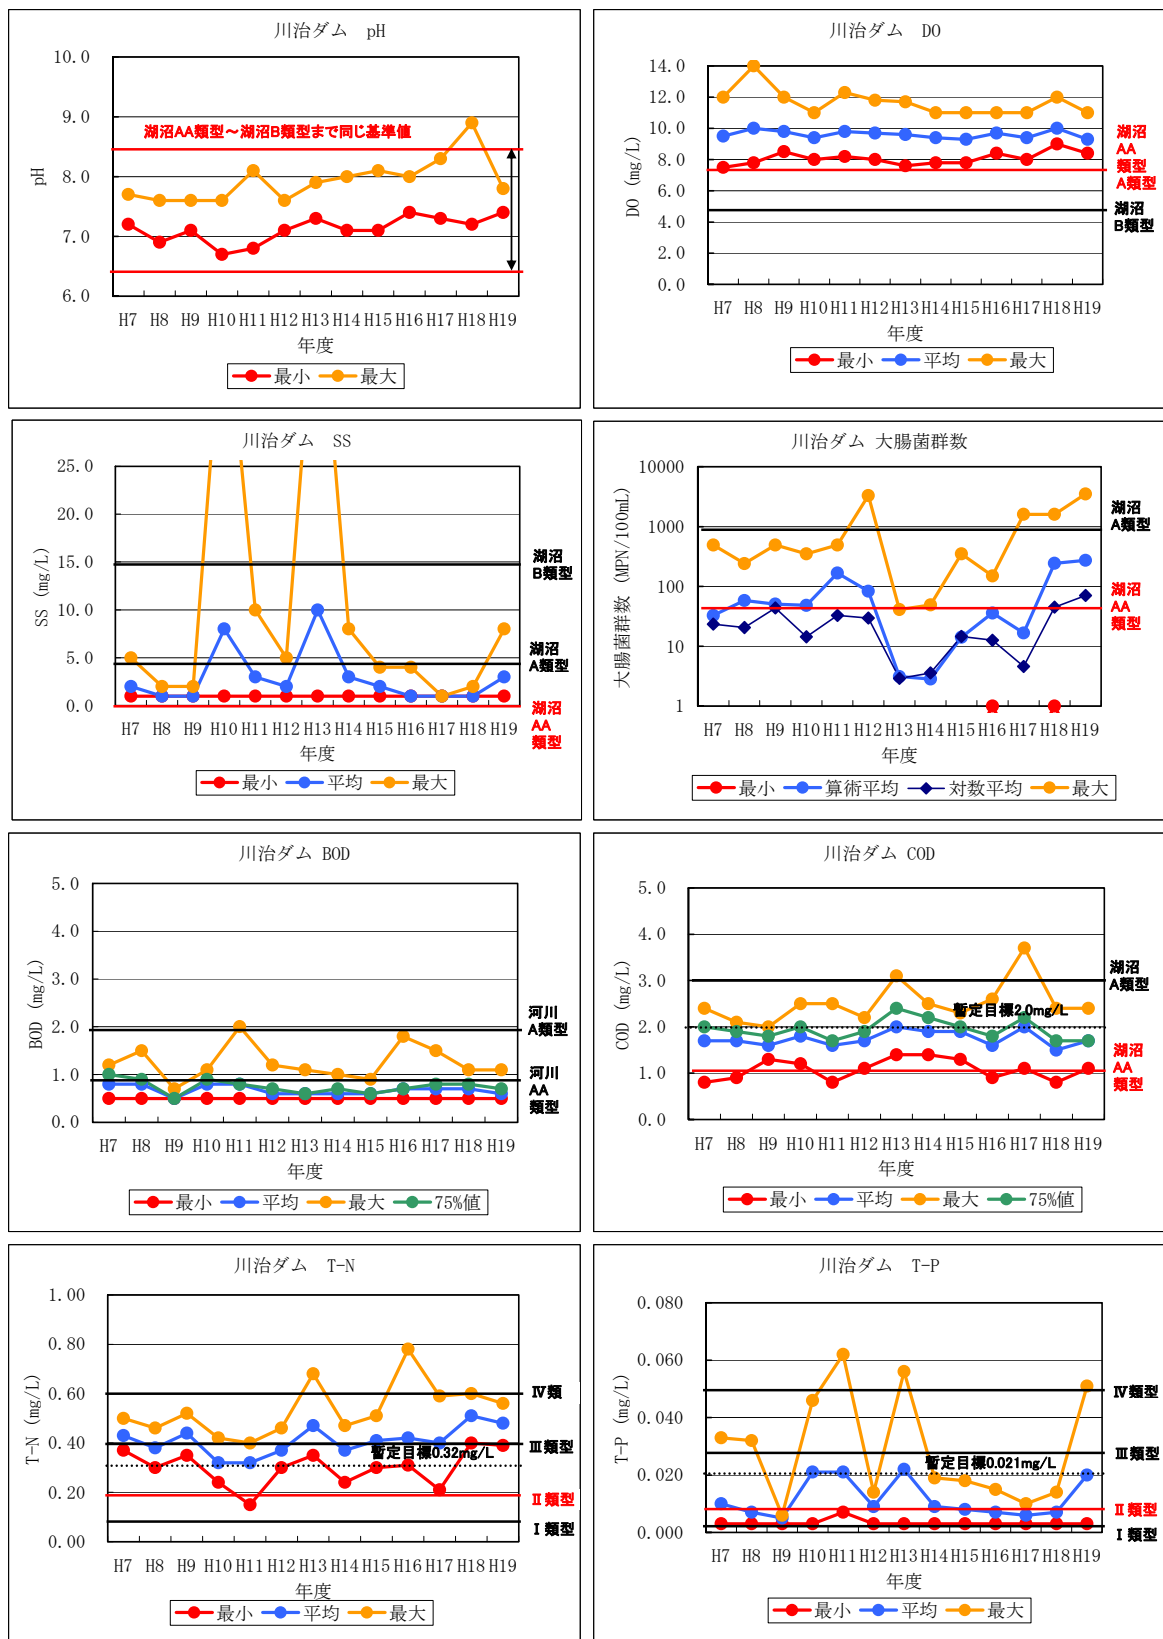 川治ダム　pH
10.0
9.0
8.0
7.0
6.0
pH
湖沼AA類型～湖沼B類型まで同じ基準値
H7 H8 H9 H10 H11 H12 H13 H14 H15 H16 H17 H18 H19
年度
最小 最大
川治ダム　DO
14.0
12.0
10.0
8.0
6.0
4.0
2.0
0.0
DO (mg/L)
湖沼
AA
類型
A類型
湖沼
B類型
H7 H8 H9 H10 H11 H12 H13 H14 H15 H16 H17 H18 H19
年度
最小 平均 最大
川治ダム　SS
25.0
20.0
15.0
10.0
5.0
0.0
SS (mg/L)
湖沼
B類型
湖沼
A類型
湖沼
AA
類型
H7 H8 H9 H10 H11 H12 H13 H14 H15 H16 H17 H18 H19
年度
最小 平均 最大
川治ダム 大腸菌群数
10000
1000
100
10
1
大腸菌群数 (MPN/100mL)
湖沼
A類型
湖沼
AA
類型
H7 H8 H9 H10 H11 H12 H13 H14 H15 H16 H17 H18 H19
年度
最小 算術平均 対数平均 最大
川治ダム BOD
5.0
4.0
3.0
2.0
1.0
0.0
BOD (mg/L)
河川
A類型
河川
AA
類型
H7 H8 H9 H10 H11 H12 H13 H14 H15 H16 H17 H18 H19
年度
最小 平均 最大 75%値
川治ダム COD
5.0
4.0
3.0
2.0
1.0
0.0
COD (mg/L)
湖沼
A類型
暫定目標2.0mg/L
湖沼
AA
類型
H7 H8 H9 H10 H11 H12 H13 H14 H15 H16 H17 H18 H19
年度
最小 平均 最大 75%値
川治ダム　T-N
1.00
0.80
0.60
0.40
0.20
0.00
T-N (mg/L)
Ⅳ類
Ⅲ類型
暫定目標0.32mg/L
Ⅱ類型
Ⅰ類型
H7 H8 H9 H10 H11 H12 H13 H14 H15 H16 H17 H18 H19
年度
最小 平均 最大
川治ダム　T-P
0.080
0.060
0.040
0.020
0.000
T-P (mg/L)
Ⅳ類型
Ⅲ類型
暫定目標0.021mg/L
Ⅱ類型
Ⅰ類型
H7 H8 H9 H10 H11 H12 H13 H14 H15 H16 H17 H18 H19
年度
最小 平均 最大